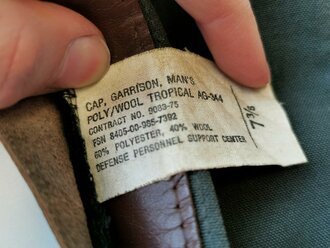 CAP, GARRISON, MAN'S
POLY/WOOL TROPICAL AG-344
CONTRACT NO. 9083-75
FSN 8405-00-965-7392
60% POLYESTER, 40% WOOL
DEFENSE PERSONNEL SUPPORT CENTER
7 3/8